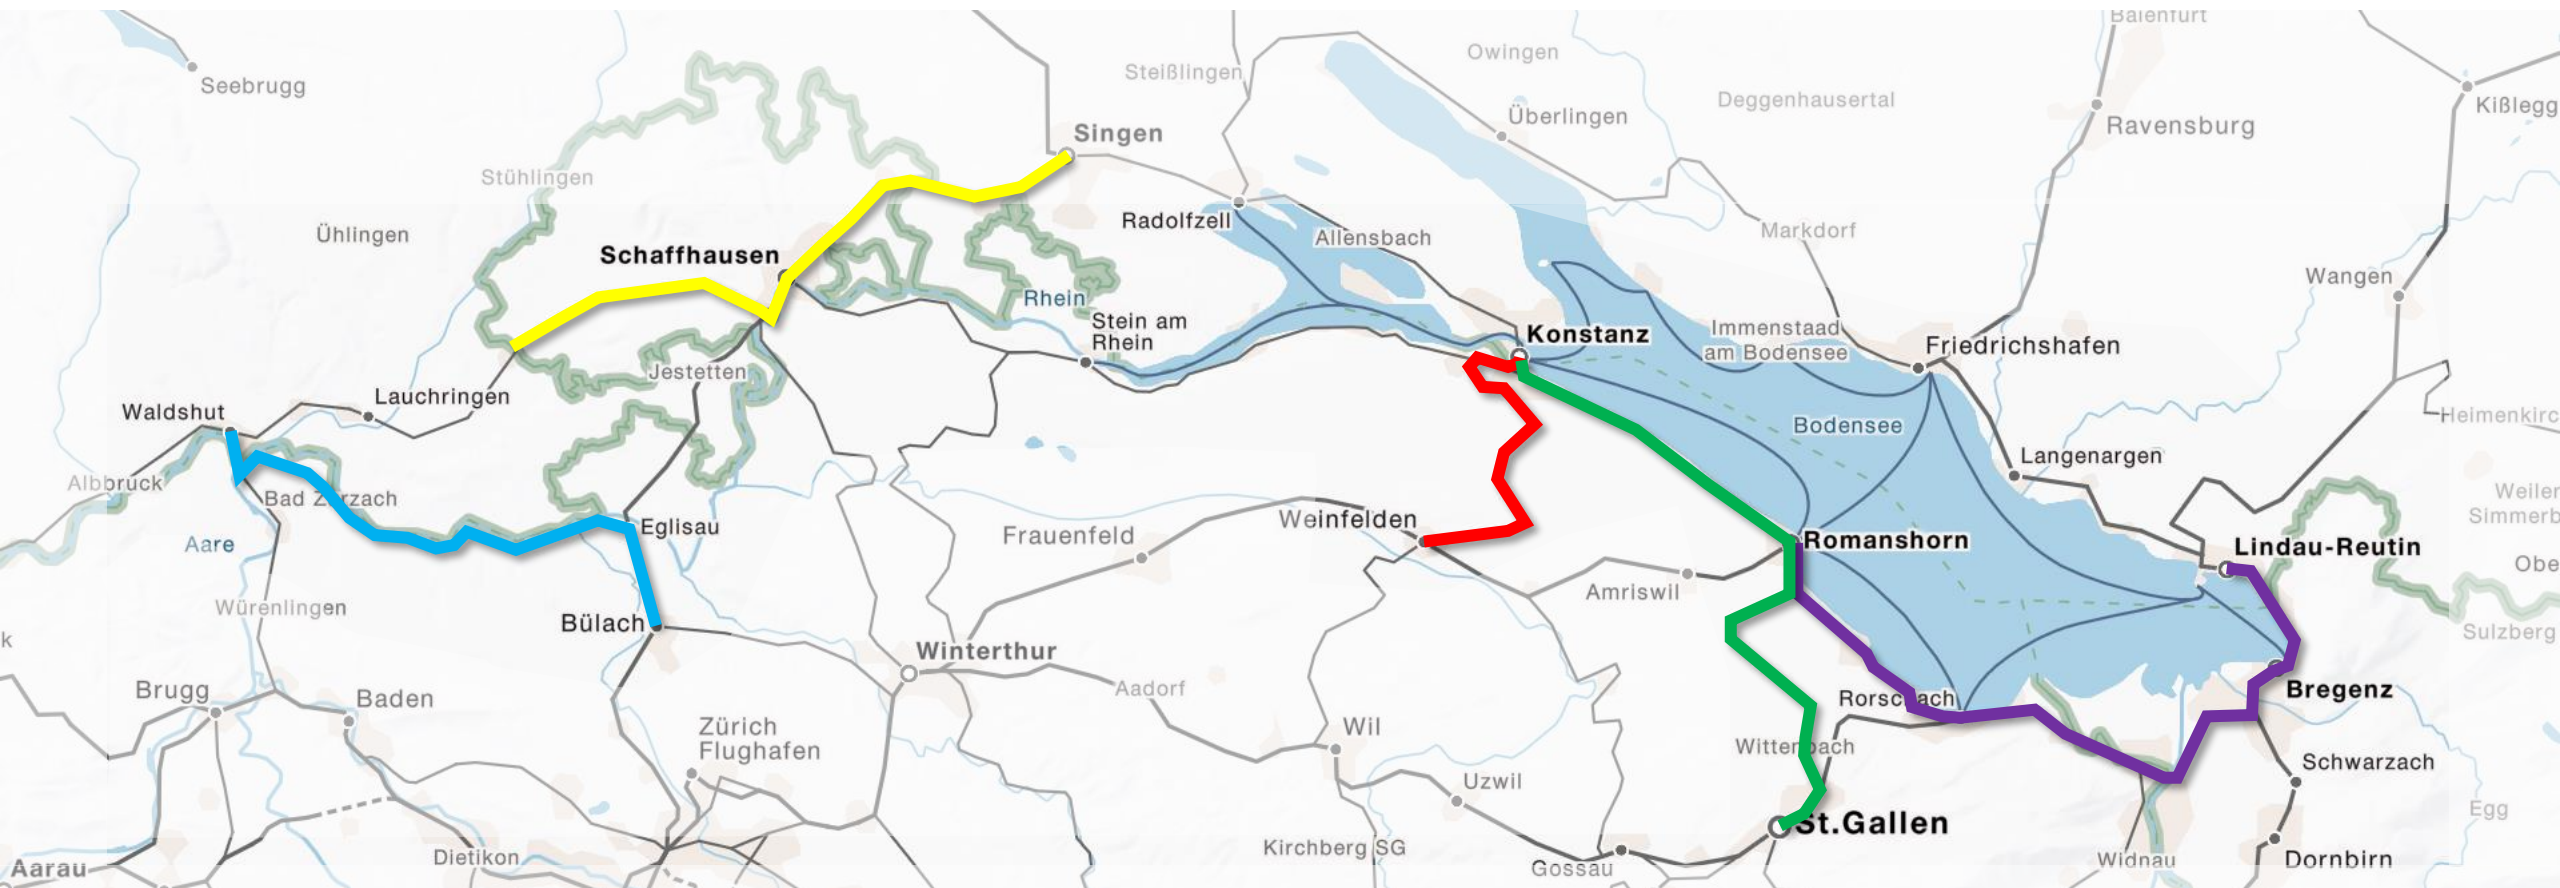 Baienfurt
Owingen
Steißlingen
Seebrugg
Deggenhausertal
Kißlegg
Überlingen
Ravensburg
Singen
Stühlingen
Radolfzell
Allensbach
Markdorf
Ühlingen
Schaffhausen
Wangen
Rhein
Stein am
Rhein
Konstanz
Immenstaad
am Bodensee
Friedrichshafen
Jestetten
Lauchringen
Waldshut
Heimenkirc
Bodensee
Langenargen
Albbruck
Bad Zurzach
Weiler
Simmerb
Eglisau
Frauenfeld
Weinfelden
Romanshorn
Lindau-Reutin
Aare
Obe
Amriswil
Würenlingen
Bülach
k
Winterthur
Sulzberg
Aadorf
Brugg
Baden
Rorschach
Bregenz
Zürich
Flughafen
Wil
Wittenbach
Schwarzach
Uzwil
Egg
St.Gallen
Dietikon
Kirchberg SG
Gossau
Widnau
Dornbirn
Aarau